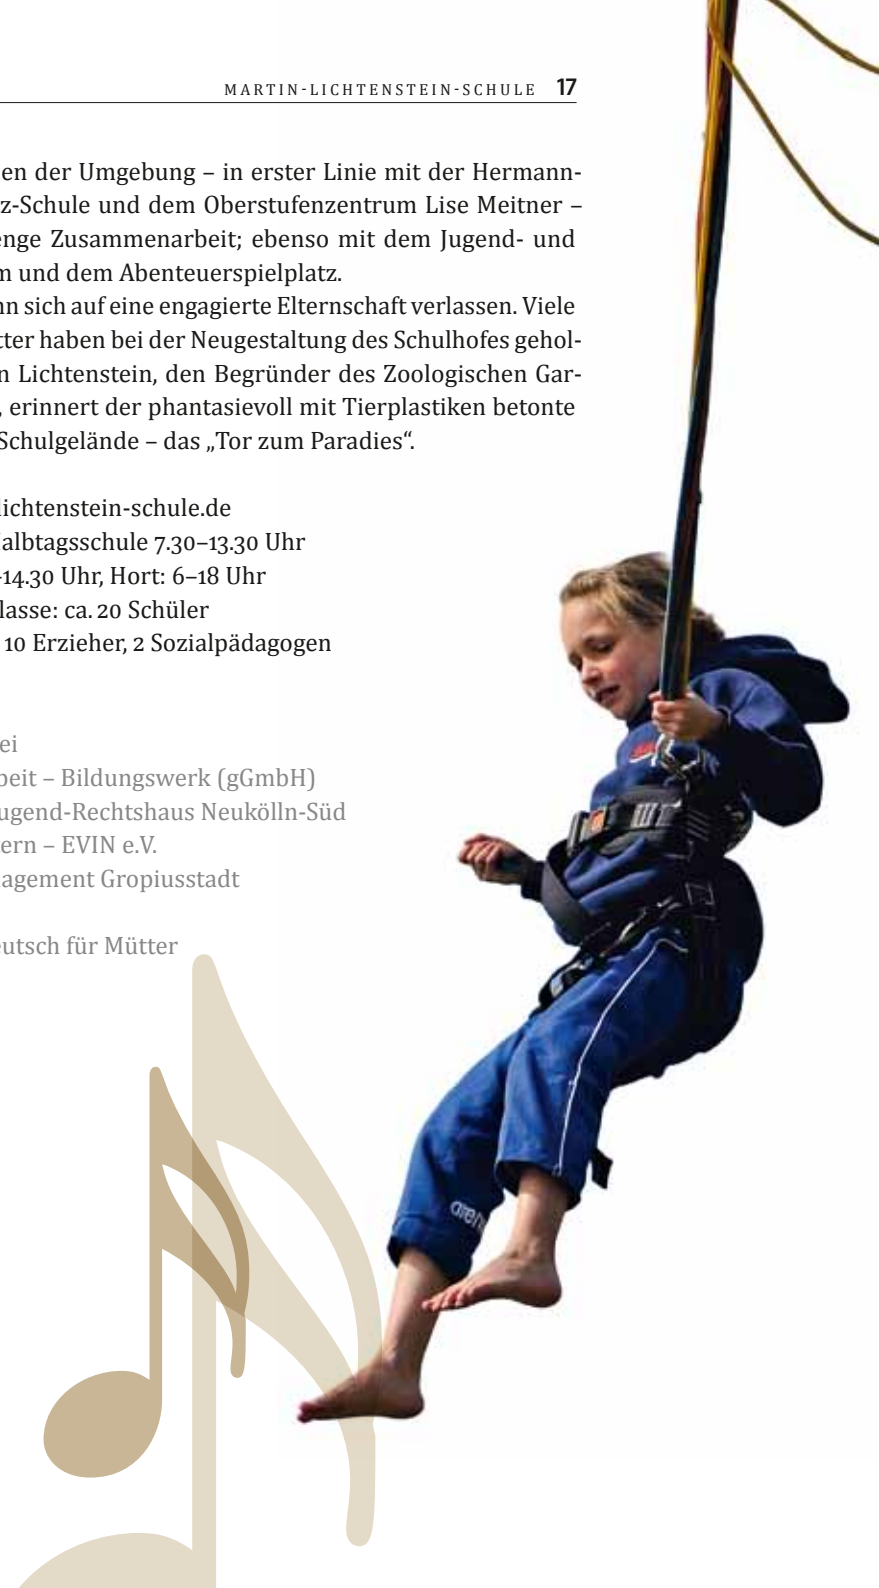 MARTIN-LICHTENSTEIN-SCHULE 17
en der Umgebung – in erster Linie mit der Hermann-
z-Schule und dem Oberstufenzentrum Lise Meitner –
enge Zusammenarbeit; ebenso mit dem Jugend- und
m und dem Abenteuerspielplatz.
nn sich auf eine engagierte Elternschaft verlassen. Viele
tter haben bei der Neugestaltung des Schulhofes gehol-
n Lichtenstein, den Begründer des Zoologischen Gar-
, erinnert der phantasievoll mit Tierplastiken betonte
Schulgelände – das „Tor zum Paradies“.
lichtenstein-schule.de
albtagsschule 7.30–13.30 Uhr
-14.30 Uhr, Hort: 6–18 Uhr
lasse: ca. 20 Schüler
10 Erzieher, 2 Sozialpädagogen
ei
beit – Bildungswerk (gGmbH)
ugend-Rechtshaus Neukölln-Süd
ern – EVIN e.V.
agement Gropiusstadt
eutsch für Mütter